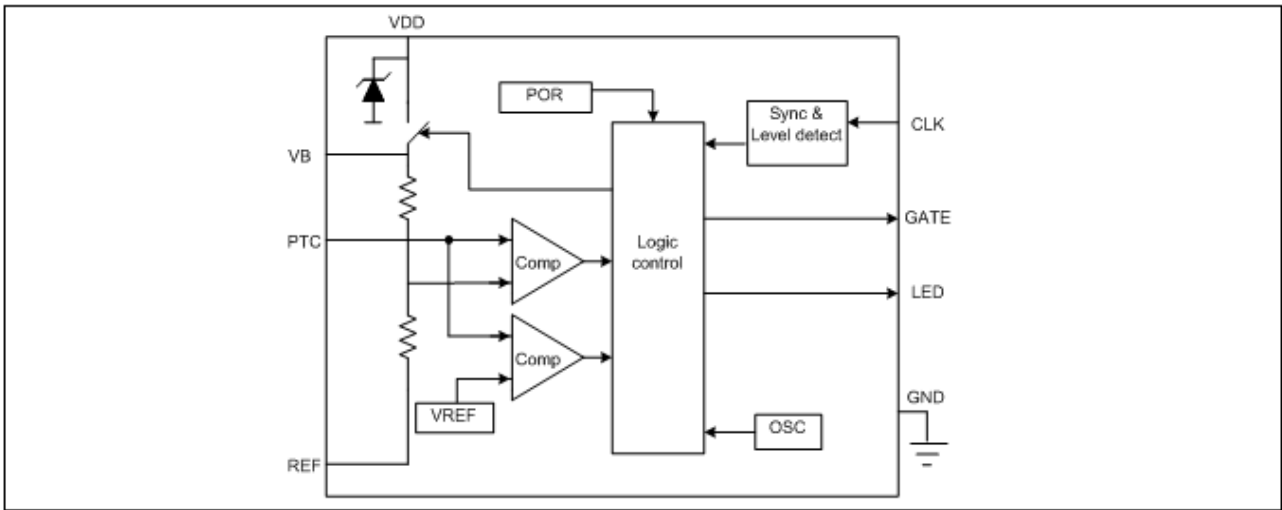 VDD
POR
Sync &
Level detect
CLK
VB
GATE
PTC
Logic
control
Comp
LED
Comp
VREF
GND
OSC
REF